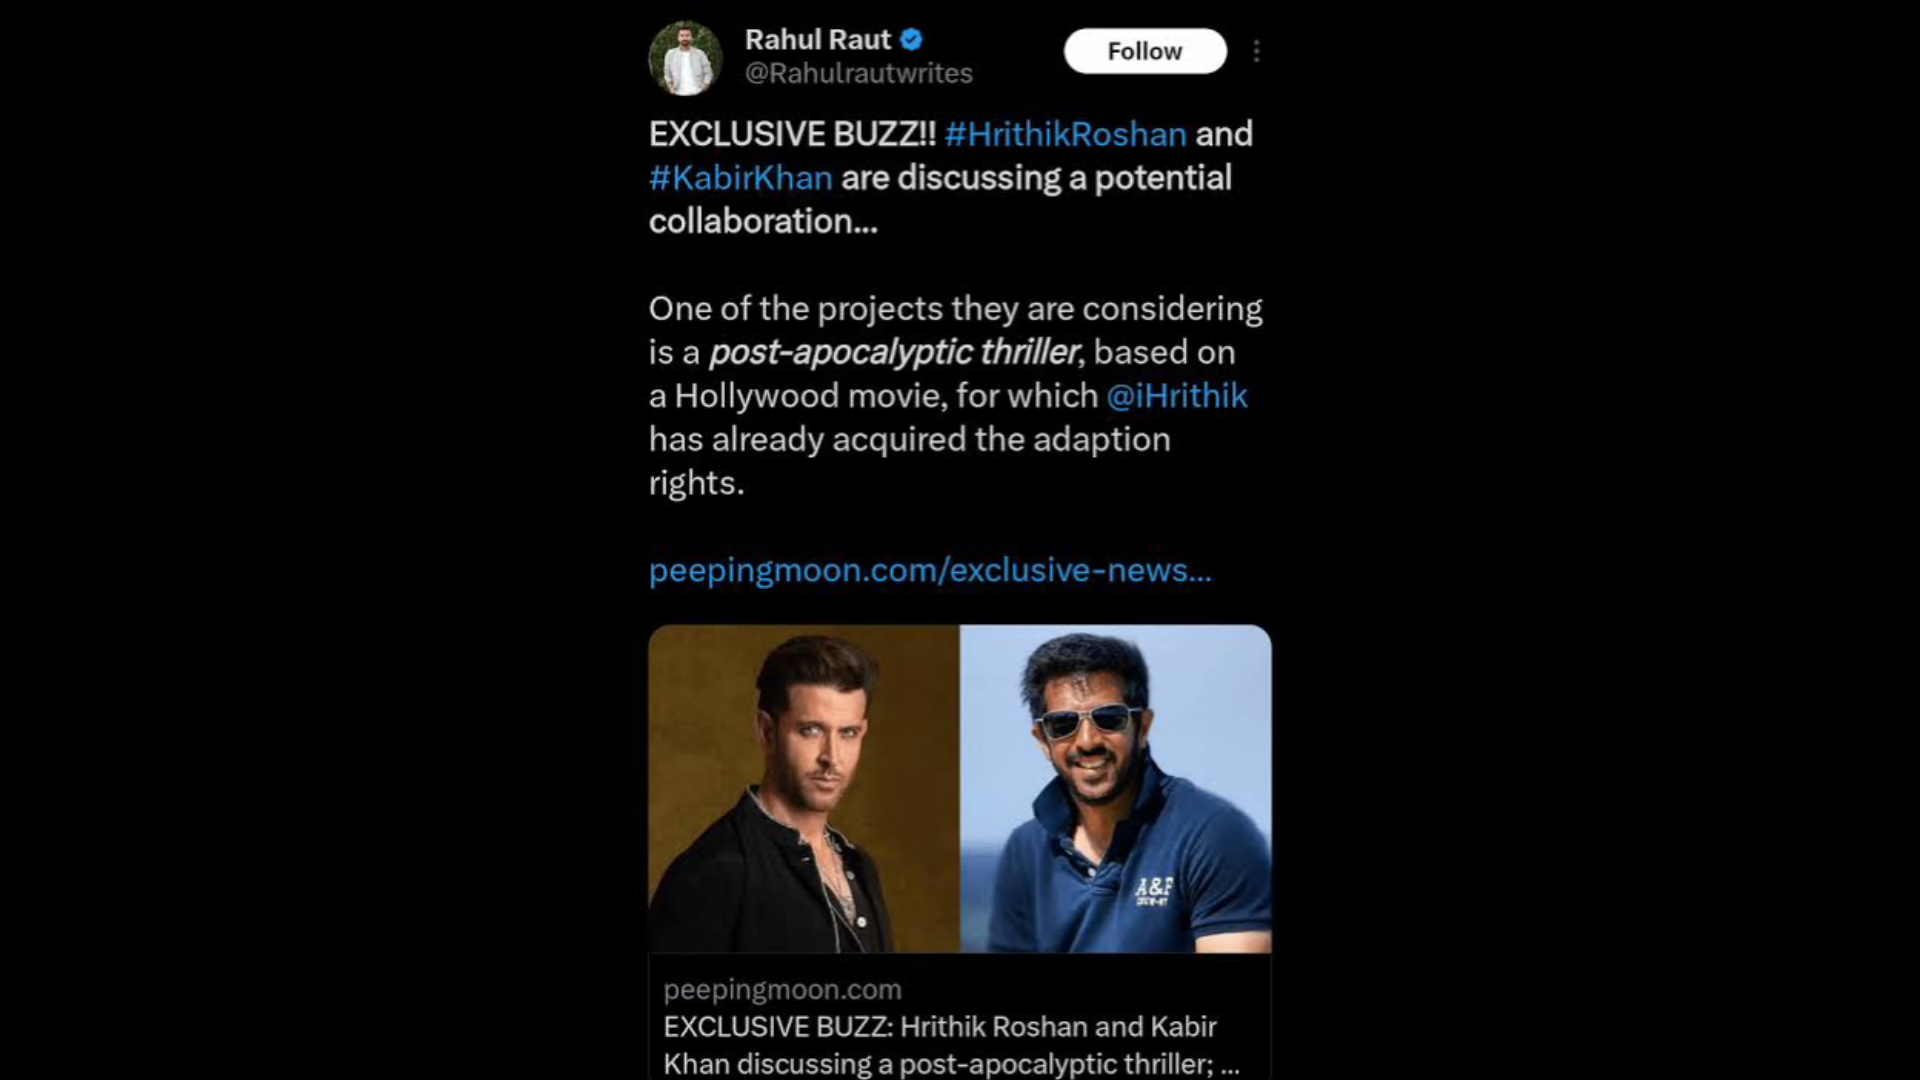 Rahul Raut
@Rahulrautwrites
Follow
EXCLUSIVE BUZZ!! #HrithikRoshan and
#KabirKhan are discussing a potential
collaboration...
One of the projects they are considering
is a post-apocalyptic thriller, based on
a Hollywood movie, for which @iHrithik
has already acquired the adaption
rights.
peepingmoon.com/exclusive-news...
A&F
peepingmoon.com
EXCLUSIVE BUZZ: Hrithik Roshan and Kabir
Khan discussing a post-apocalyptic thriller; ...